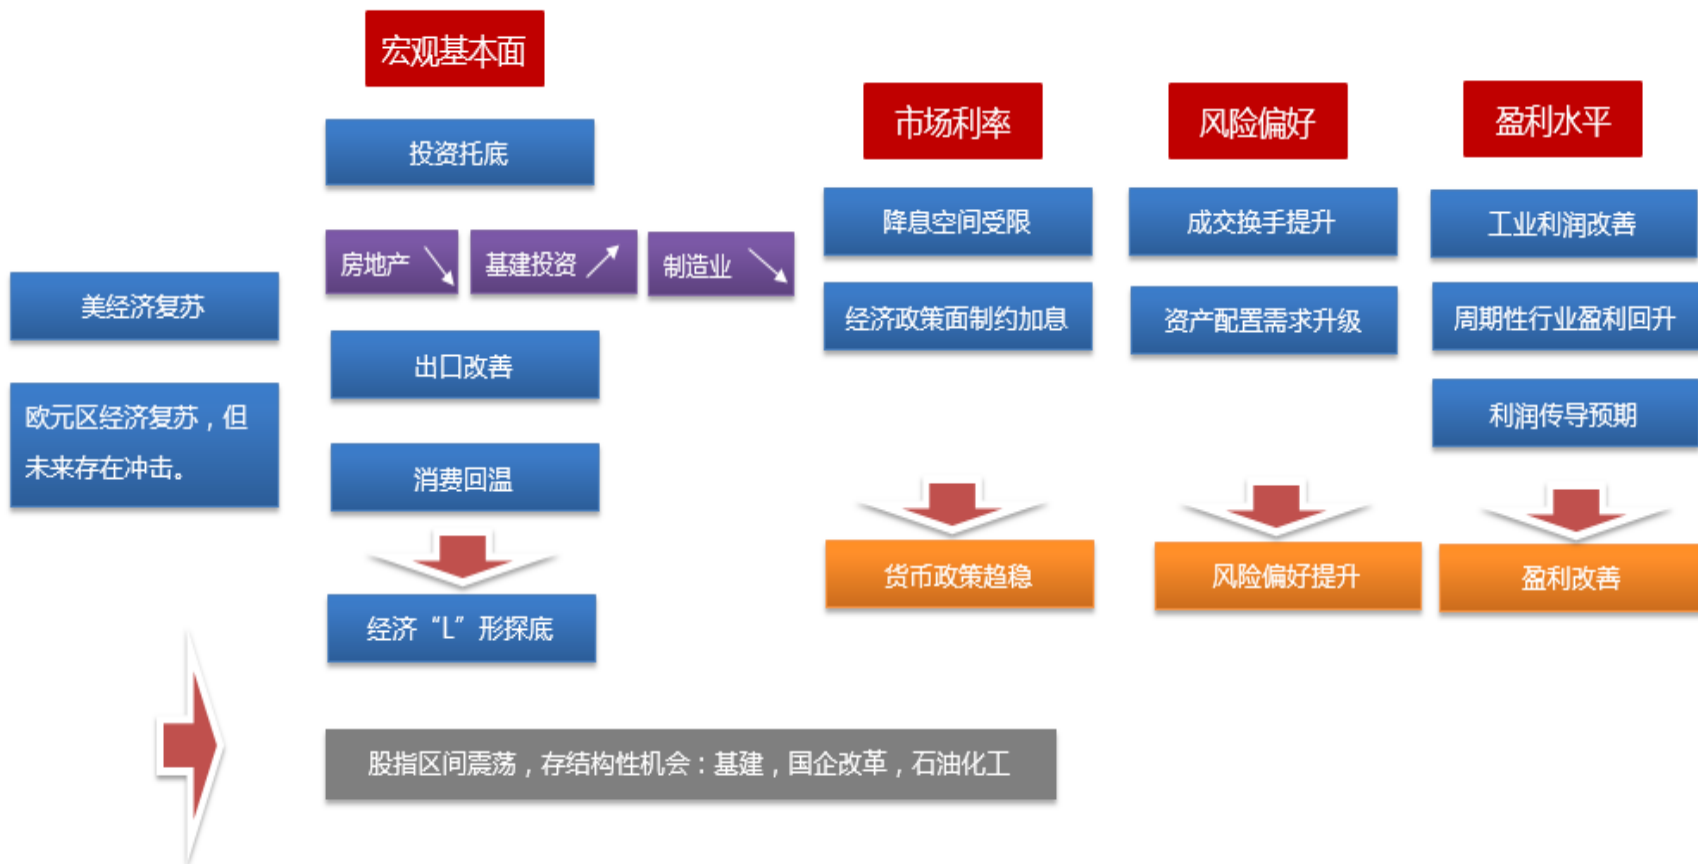 宏观基本面
投资托底
房地产
基建投资
制造业
美经济复苏
出口改善
欧元区经济复苏，但
未来存在冲击。
消费回温
经济“L”形探底
市场利率
降息空间受限
经济政策面制约加息
货币政策趋稳
风险偏好
成交换手提升
资产配置需求升级
风险偏好提升
盈利水平
工业利润改善
周期性行业盈利回升
利润传导预期
盈利改善
股指区间震荡，存结构性机会：基建，国企改革，石油化工